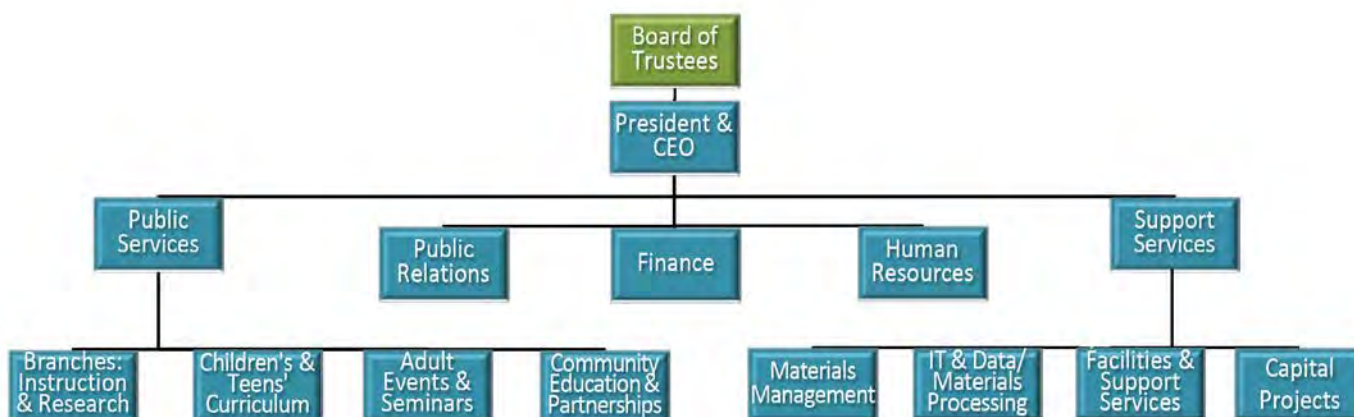 Board of
Trustees
President &
CEO
Public
Services
Public
Relations
Finance
Human
Resources
Support
Services
Branches:
Instruction
& Research
Children's &
Teens'
Curriculum
Adult
Events &
Seminars
Community
Education &
Partnerships
Materials
Management
IT & Data/
Materials
Processing
Facilities &
Support
Services
Capital
Projects